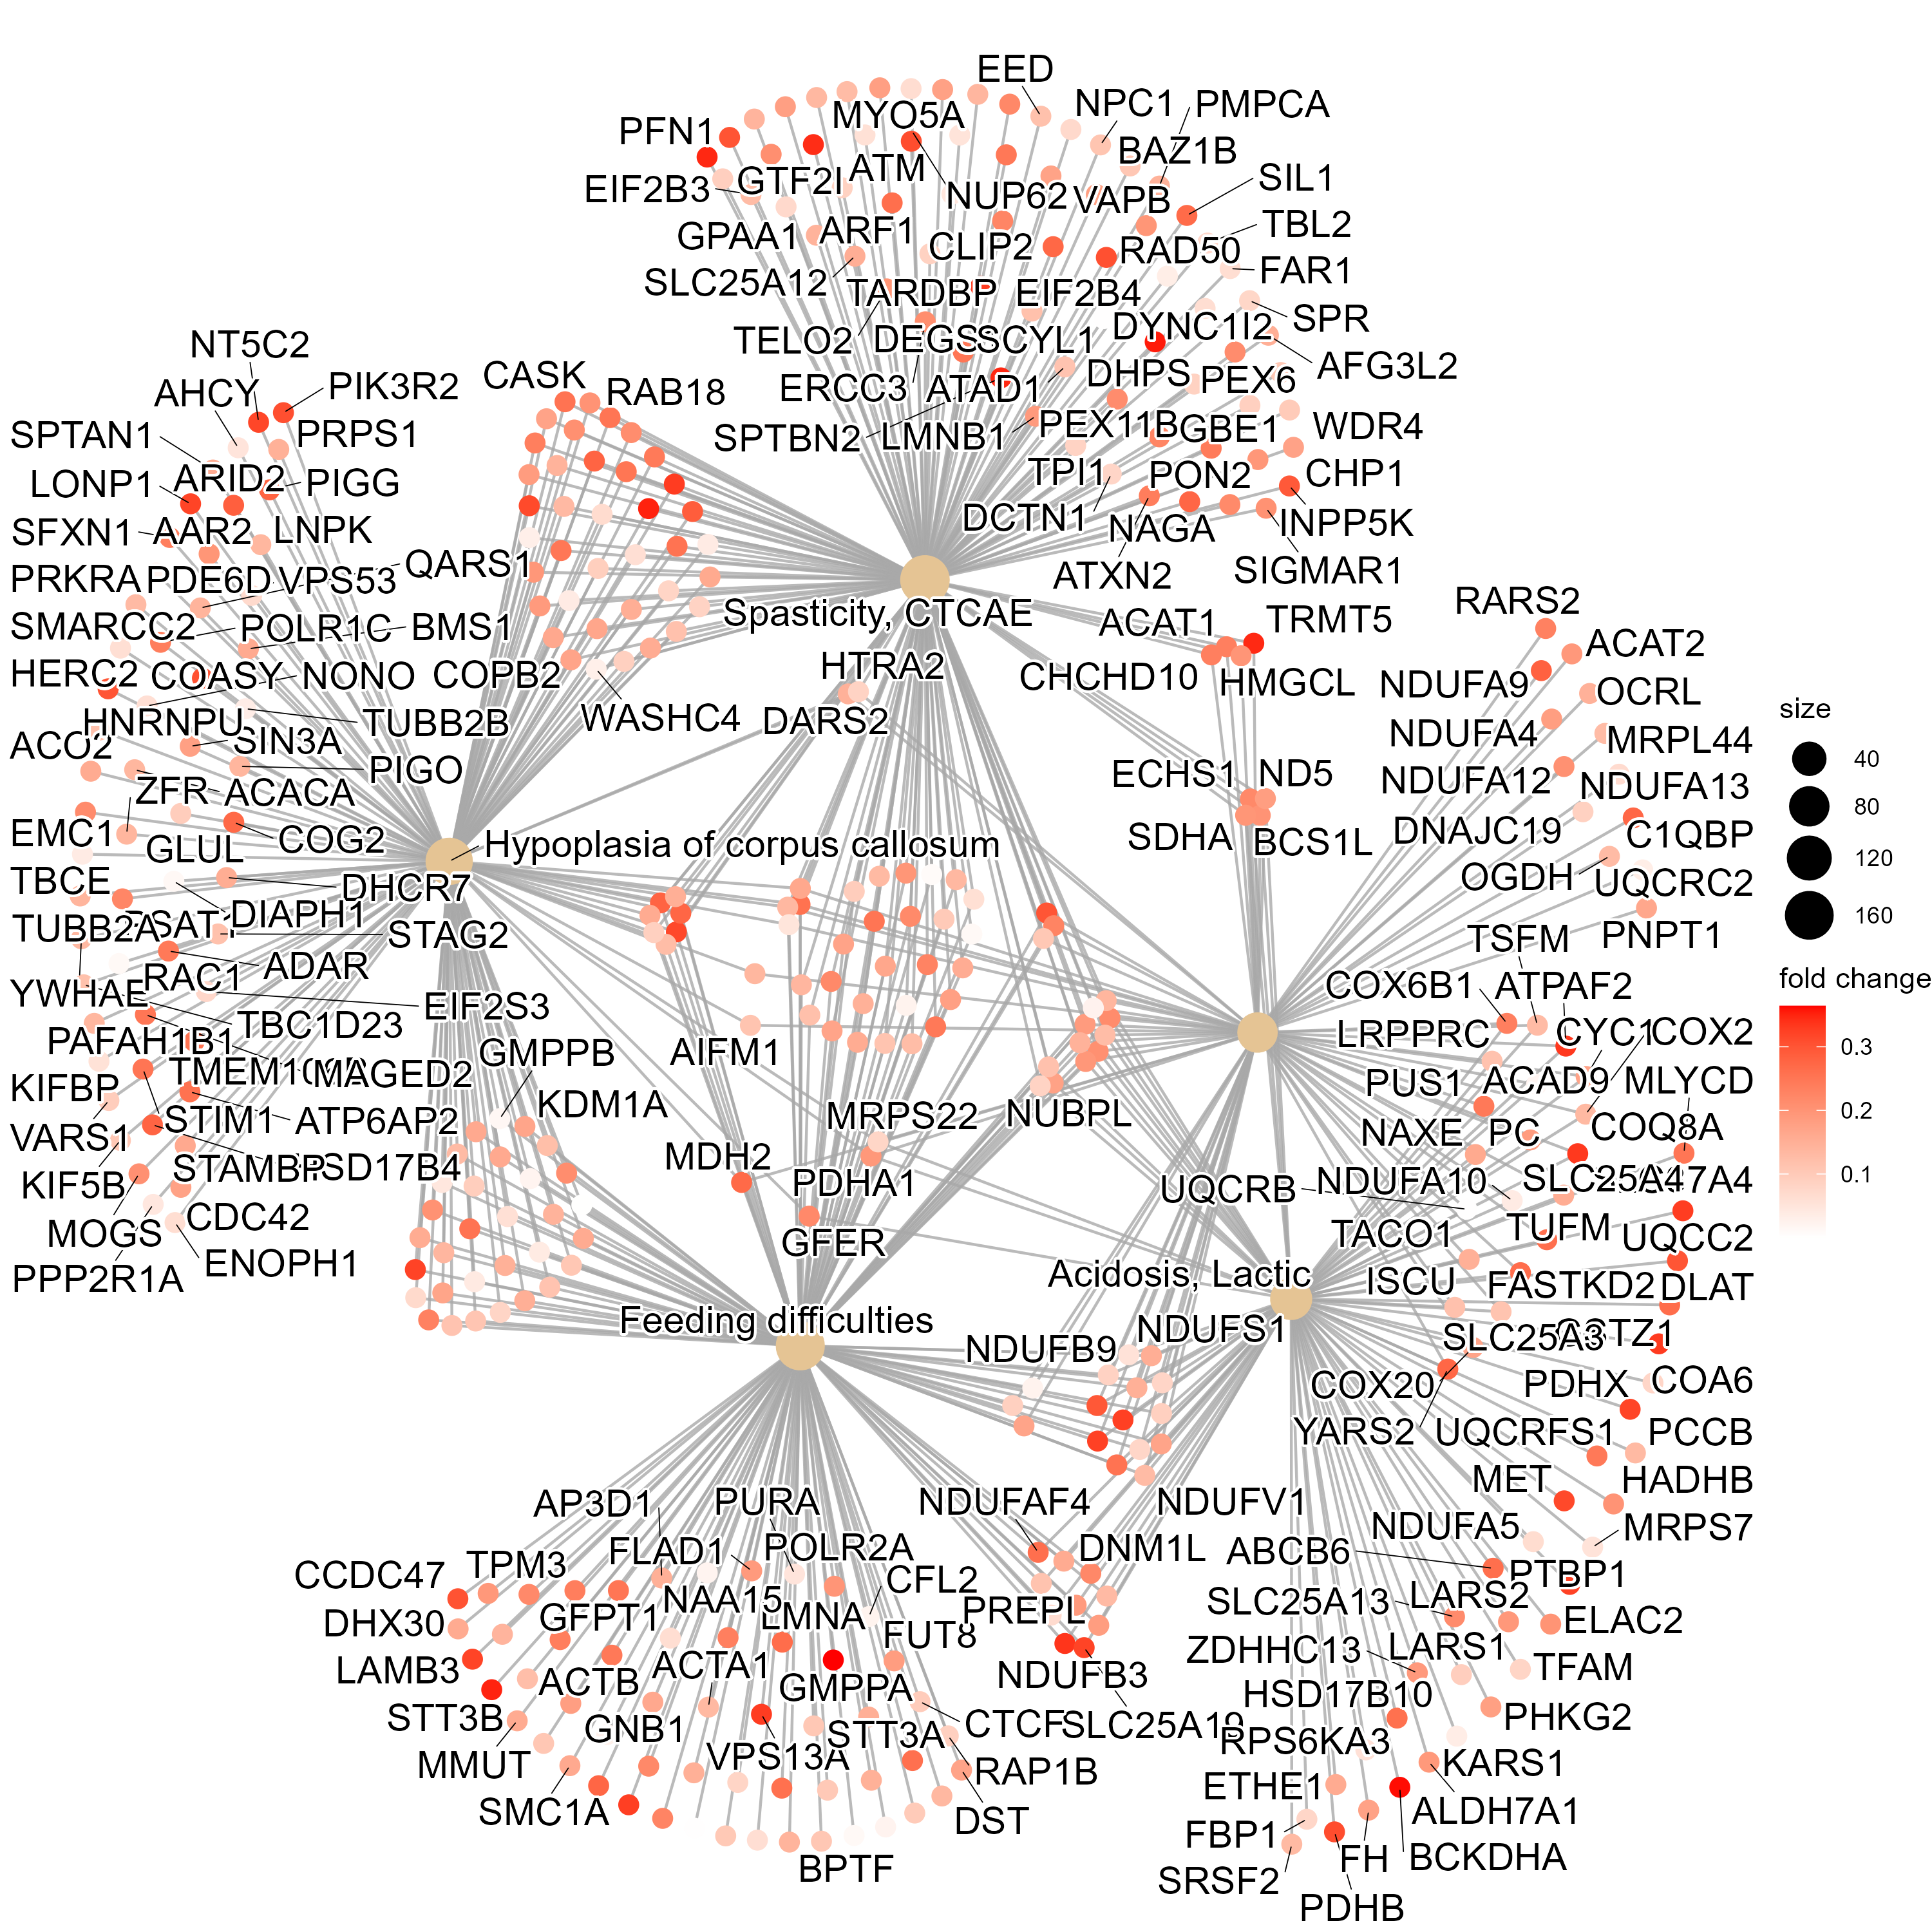 EED
NPC1
PMPCA
PFN1
MYO5A
BAZ1B
EIF2B3
GTF2I
ATM
NUP62
VAPB
SIL1
GPAA1
ARF1
CLIP2
RAD50
TBL2
SLC25A12
TARDBP
EIF2B4
FAR1
TELO2
SCYL1
DYNC1I2
SPR
ERCC3
ATAD1
DHPS
PEX6
AFG3L2
SPTBN2
LMNB1
PEX11B
GBE1
WDR4
TPI1
PON2
CHP1
DCTN1
NAGA
INPP5K
ATXN2
SIGMAR1
NT5C2
AHCY
PIK3R2
CASK
RAB18
SPTAN1
PRPS1
LONP1
ARID2
PIGG
SFXN1
AAR2
LNPK
QARS1
PRKRA
PDE6D
VPS53
SMARCC2
POLR1C
BMS1
HERC2
COASY
NONO
COPB2
HNRNPU
TUBB2B
WASHC4
ACO2
SIN3A
PIGO
ZFR
ACACA
EMC1
GLUL
COG2
TBCE
DHCR7
DIAPH1
TUBB2A
STAG2
RAC1
ADAR
YWHAE
EIF2S3
TBC1D23
PAFAH1B1
MAGED2
GMPPB
KIFBP
STIM1
ATP6AP2
KDM1A
VARS1
STAMBP
KIF5B
MOGS
CDC42
PPP2R1A
ENOPH1
Spasticity, CTCAE
HTRA2
DARS2
ACAT1
TRMT5
CHCHD10
HMGCL
ECHS1
ND5
SDHA
BCS1L
Hypoplasia of corpus callosum
AIFM1
MRPS22
NUBPL
MDH2
PDHA1
GFER
RARS2
ACAT2
NDUFA9
OCRL
NDUFA4
MRPL44
NDUFA12
NDUFA13
DNAJC19
C1QBP
OGDH
UQCRC2
TSFM
PNPT1
COX6B1
ATPAF2
LRPPRC
CYC1
COX2
PUS1
ACAD9
MLYCD
NAXE
PC
COQ8A
UQCRB
NDUFA10
SLC25A4
TACO1
TUFM
UQCC2
Acidosis, Lactic
ISCU
FASTKD2
DLAT
Feeding difficulties
NDUFB9
NDUFS1
SLC25A3
COX20
PDHX
COA6
YARS2
UQCRFS1
PCCB
MET
HADHB
NDUFA5
MRPS7
AP3D1
PURA
NDUFAF4
NDUFV1
CCDC47
TPM3
FLAD1
POLR2A
DNM1L
ABCB6
PTBP1
DHX30
GFPT1
NAA15
LMNA
CFL2
PREPL
SLC25A13
LARS2
ELAC2
LAMB3
ACTB
ACTA1
FUT8
NDUFB3
ZDHHC13
LARS1
TFAM
STT3B
GNB1
GMPPA
HSD17B10
PHKG2
MMUT
VPS13A
STT3A
CTCF
SLC25A19
RPS6KA3
KARS1
SMC1A
RAP1B
ETHE1
ALDH7A1
DST
FBP1
BPTF
FH
BCKDHA
SRSF2
PDHB
size
40
80
120
160
fold change
0.3
0.2
0.1